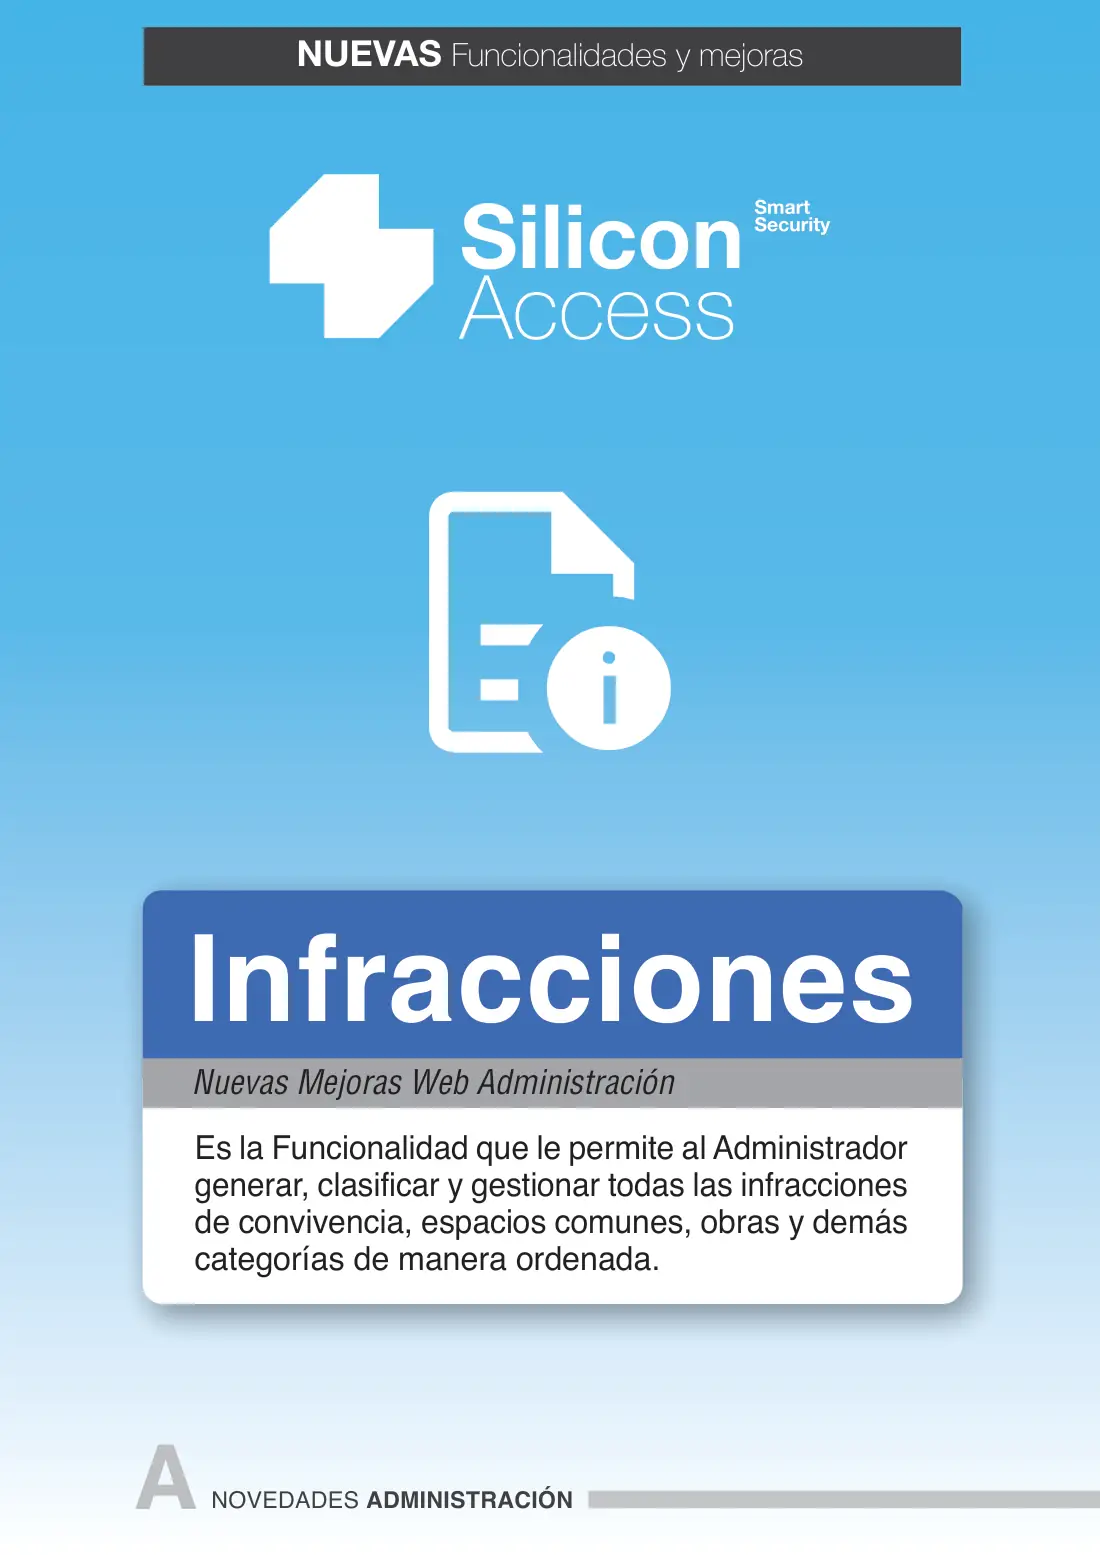 NUEVAS Funcionalidades y mejoras
Silicon
Access
Smart
Security
i
Infracciones
Nuevas Mejoras Web Administración
Es la Funcionalidad que le permite al Administrador
generar, clasificar y gestionar todas las infracciones
de convivencia, espacios comunes, obras y demás
categorías de manera ordenada.
A NOVEDADES ADMINISTRACIÓN